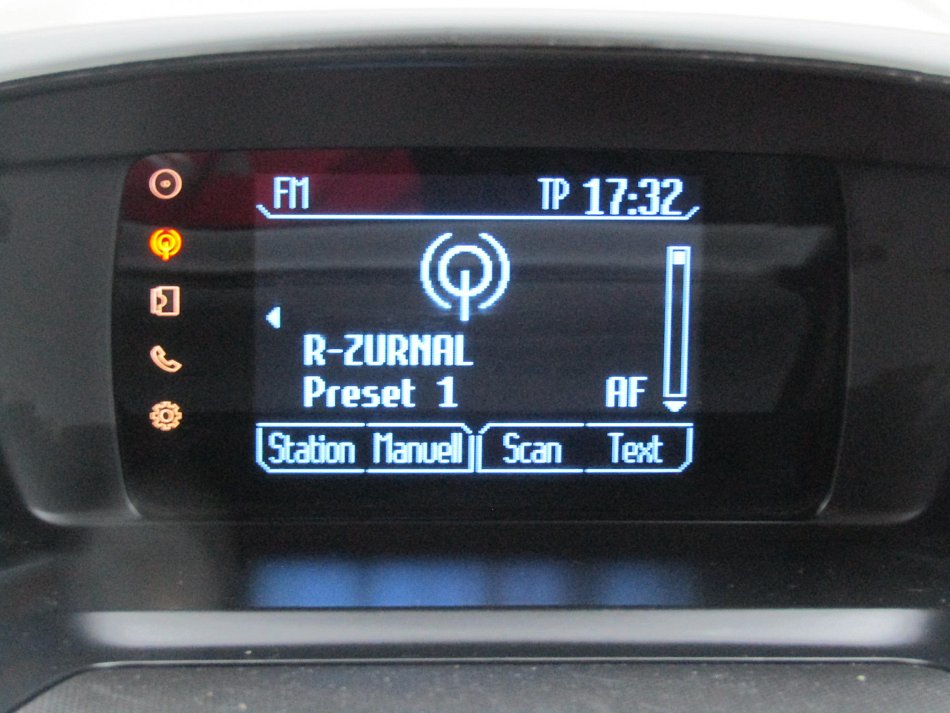 FM TP 17:32
R-ZURNAL
Preset 1 AF
Station Manuell Scan Text